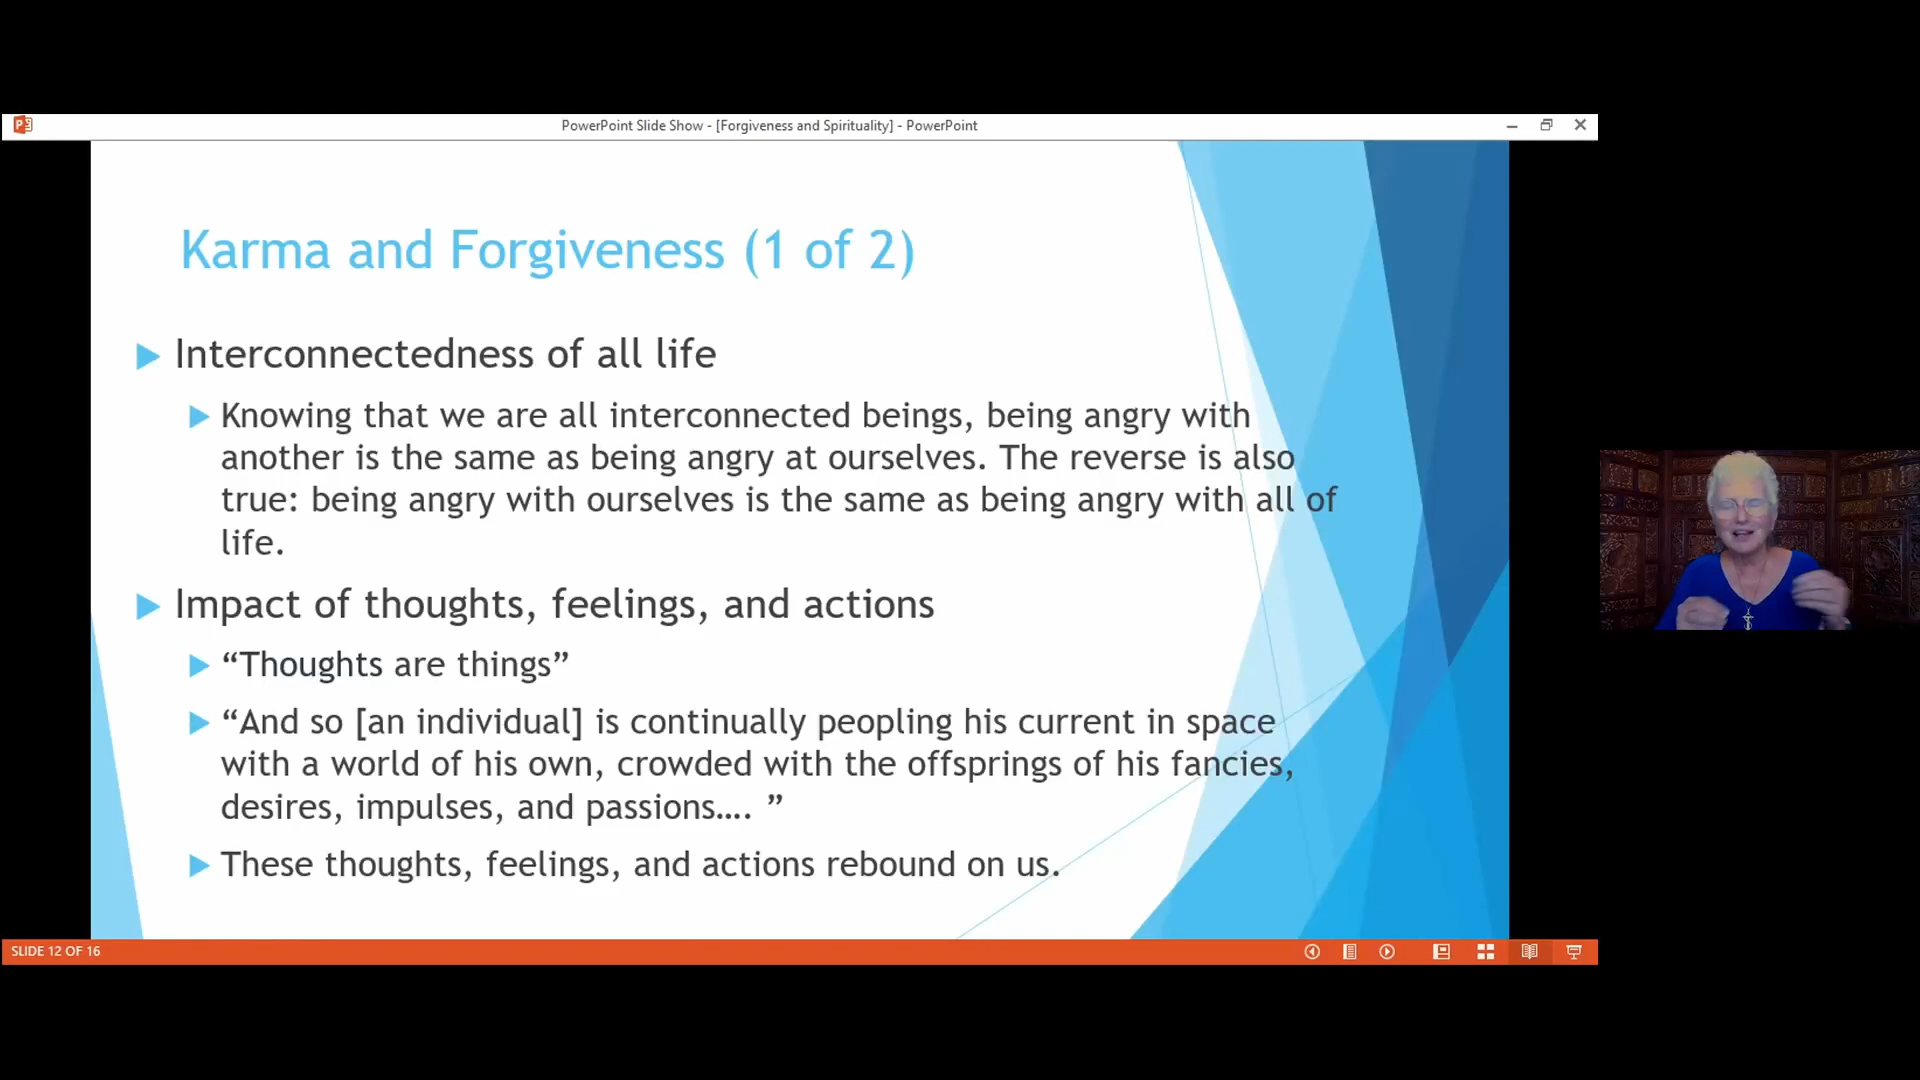 PowerPoint Slide Show - [Forgiveness and Spirituality] - PowerPoint
Karma and Forgiveness (1 of 2)
Interconnectedness of all life
Knowing that we are all interconnected beings, being angry with
another is the same as being angry at ourselves. The reverse is also
true: being angry with ourselves is the same as being angry with all of
life.
Impact of thoughts, feelings, and actions
“Thoughts are things”
“And so [an individual] is continually peopling his current in space
with a world of his own, crowded with the offsprings of his fancies,
desires, impulses, and passions…. ”
These thoughts, feelings, and actions rebound on us.
SLIDE 12 OF 16